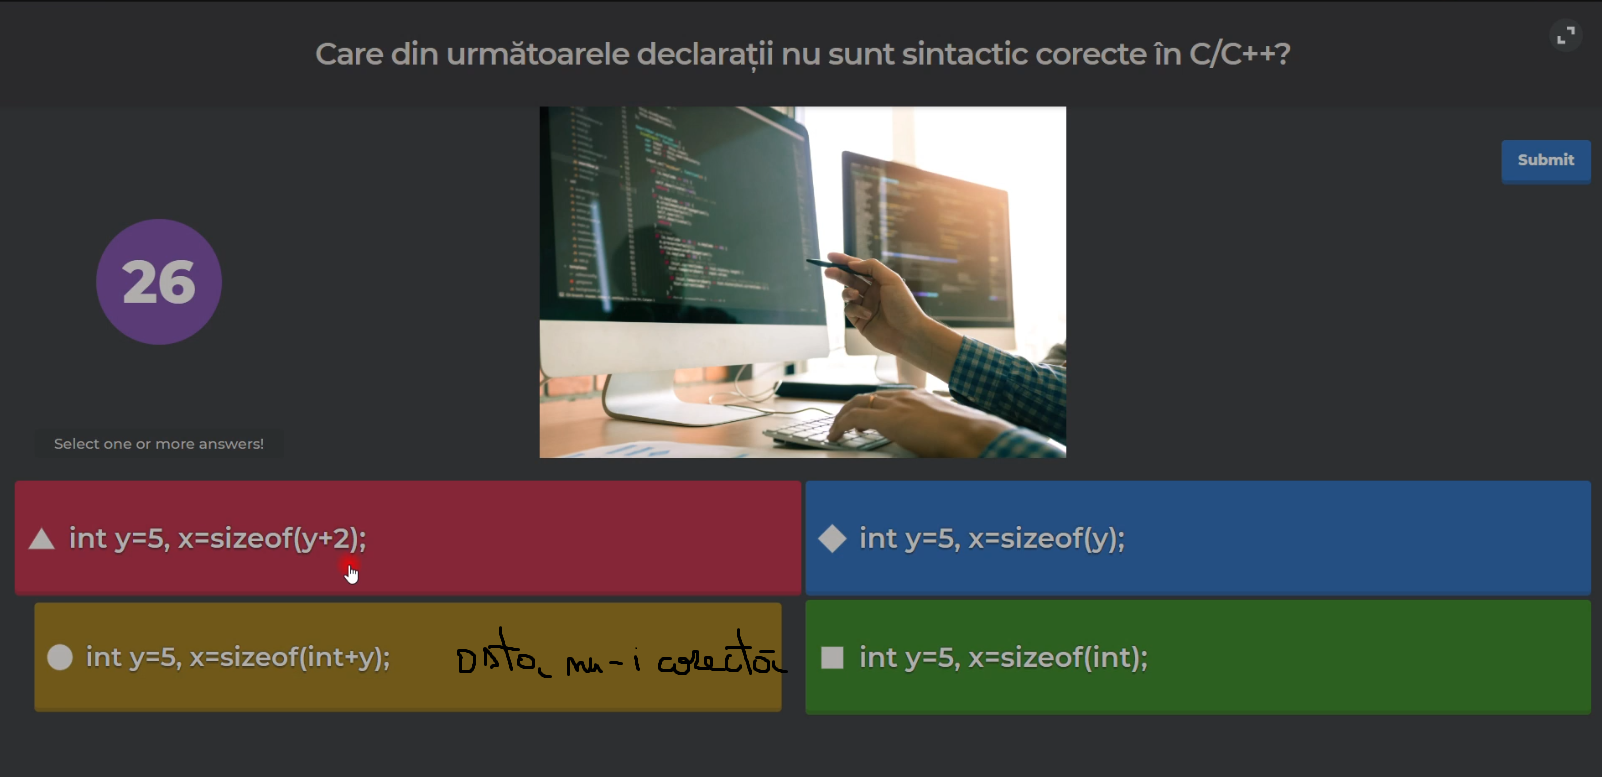 Care din următoarele declarații nu sunt sintactic corecte în C/C++?
Submit
26
Select one or more answers!
int y=5, x=sizeof(y+2);
int y=5, x=sizeof(y);
int y=5, x=sizeof(int+y); nu-i corectă
int y=5, x=sizeof(int);